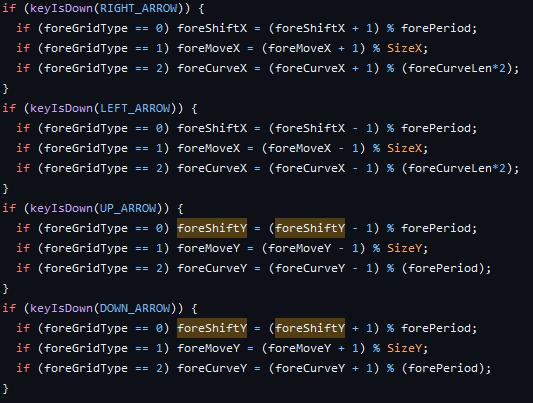 if (keyIsDown(RIGHT_ARROW)) {
  if (foreGridType == 0) foreShiftX = (foreShiftX + 1) % forePeriod;
  if (foreGridType == 1) foreMoveX = (foreMoveX + 1) % SizeX;
  if (foreGridType == 2) foreCurveX = (foreCurveX + 1) % (foreCurveLen*2);
}
if (keyIsDown(LEFT_ARROW)) {
  if (foreGridType == 0) foreShiftX = (foreShiftX - 1) % forePeriod;
  if (foreGridType == 1) foreMoveX = (foreMoveX - 1) % SizeX;
  if (foreGridType == 2) foreCurveX = (foreCurveX - 1) % (foreCurveLen*2);
}
if (keyIsDown(UP_ARROW)) {
  if (foreGridType == 0) foreShiftY = (foreShiftY - 1) % forePeriod;
  if (foreGridType == 1) foreMoveY = (foreMoveY - 1) % SizeY;
  if (foreGridType == 2) foreCurveY = (foreCurveY - 1) % (forePeriod);
}
if (keyIsDown(DOWN_ARROW)) {
  if (foreGridType == 0) foreShiftY = (foreShiftY + 1) % forePeriod;
  if (foreGridType == 1) foreMoveY = (foreMoveY + 1) % SizeY;
  if (foreGridType == 2) foreCurveY = (foreCurveY + 1) % (forePeriod);
}